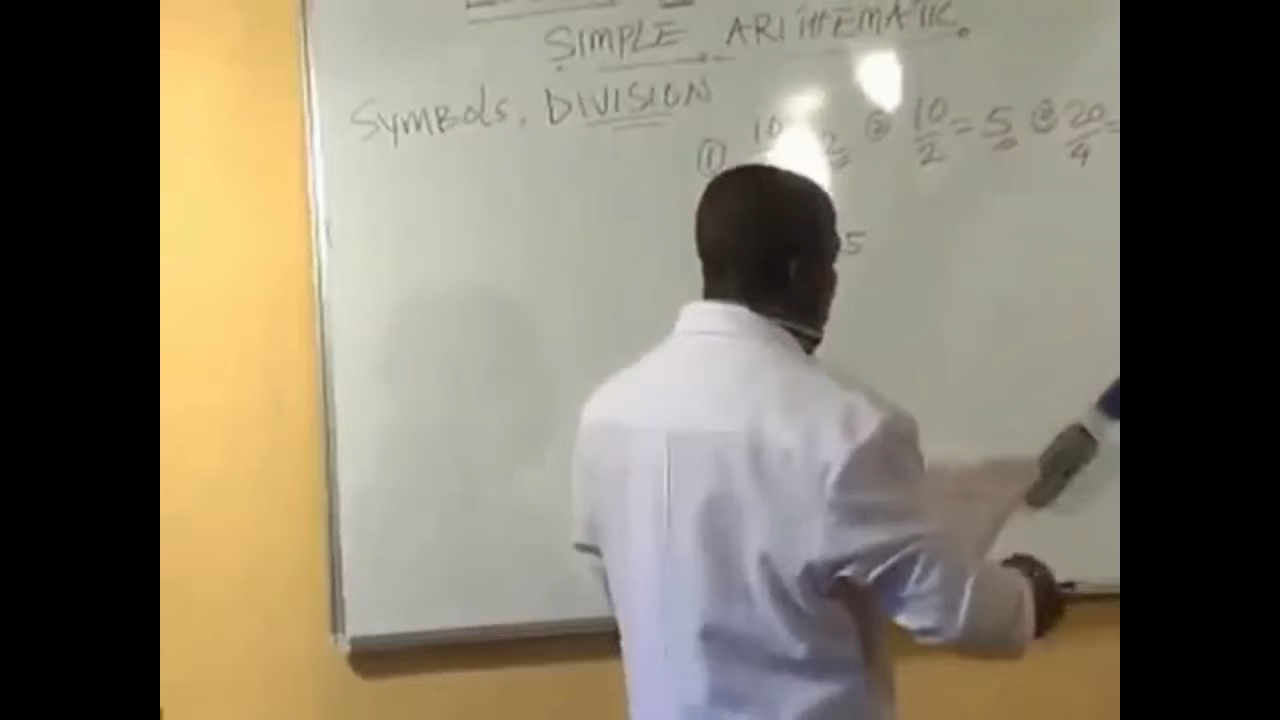 SIMPLE ARITHEMATIC.
Symbols. DIVISION
① 10 2 ② 10/2 = 5 ③ 20/4 =
5